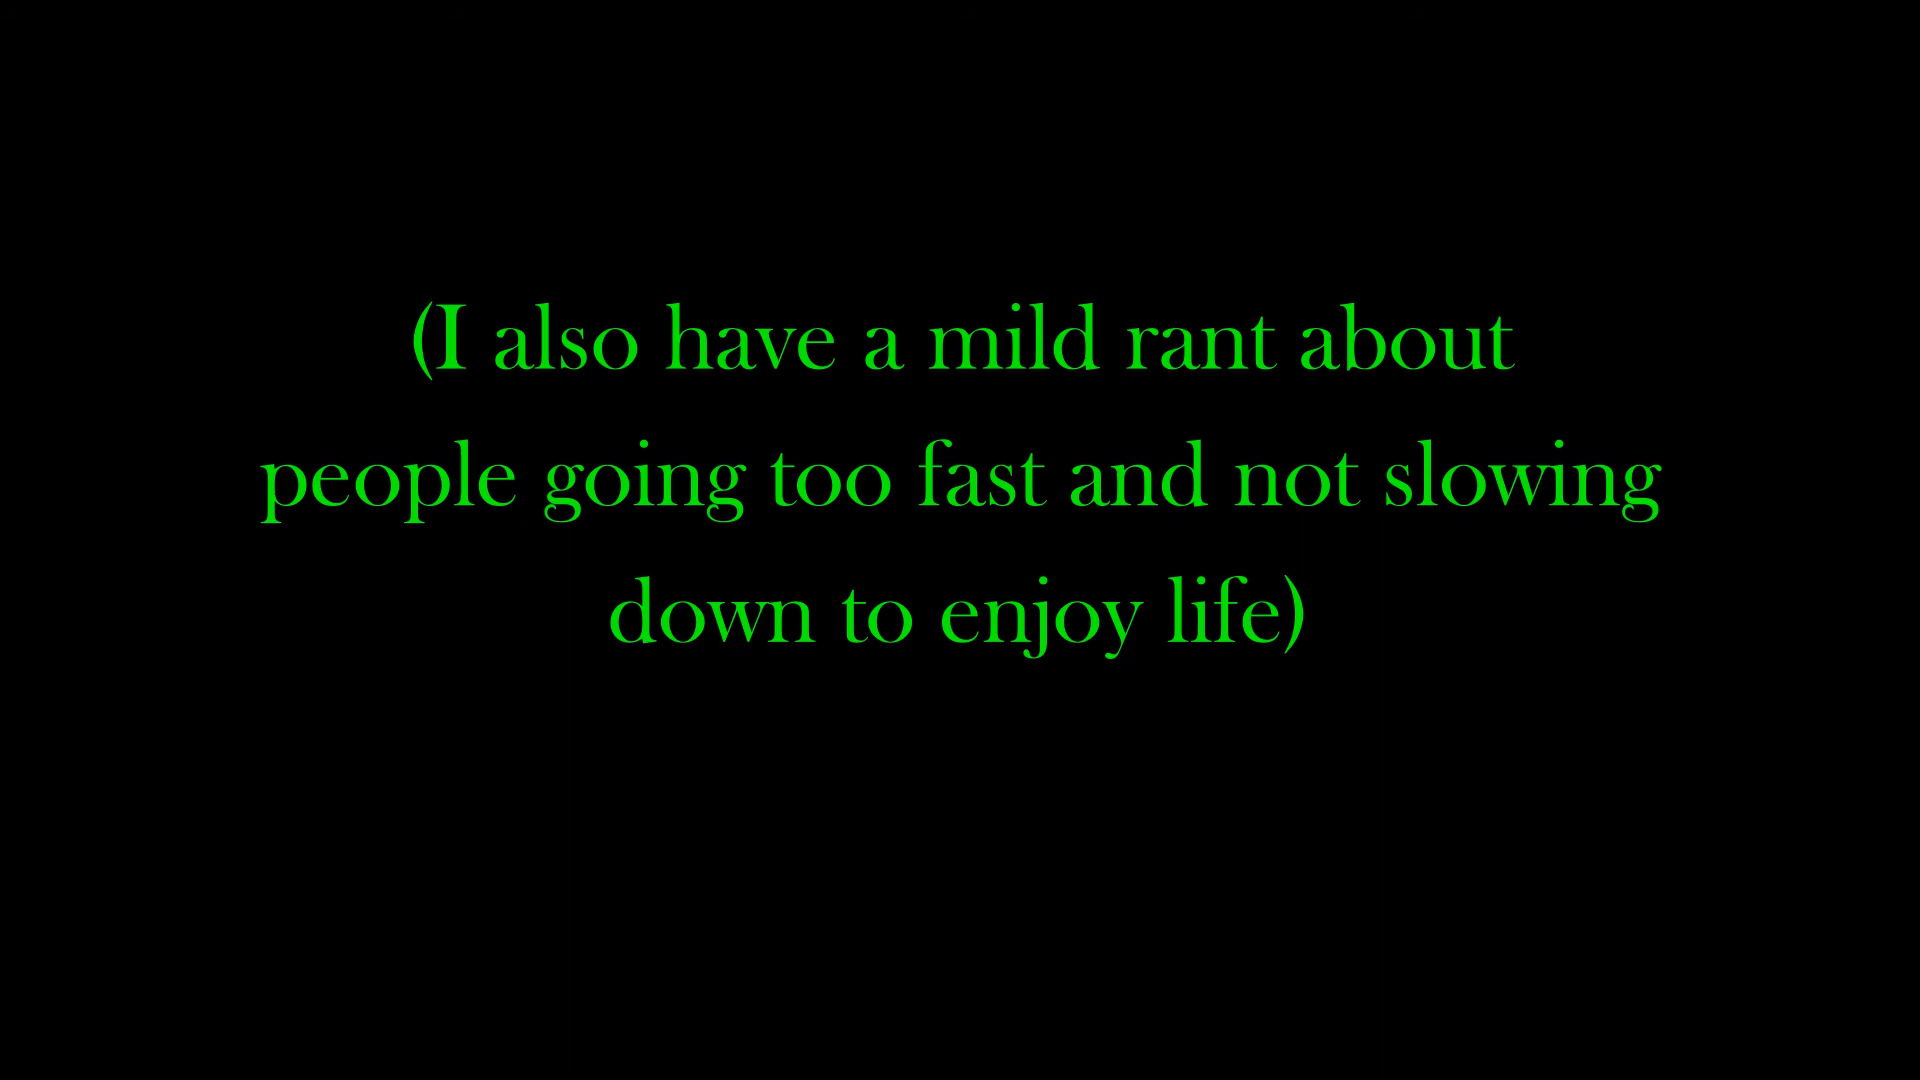 (I also have a mild rant about
people going too fast and not slowing
down to enjoy life)